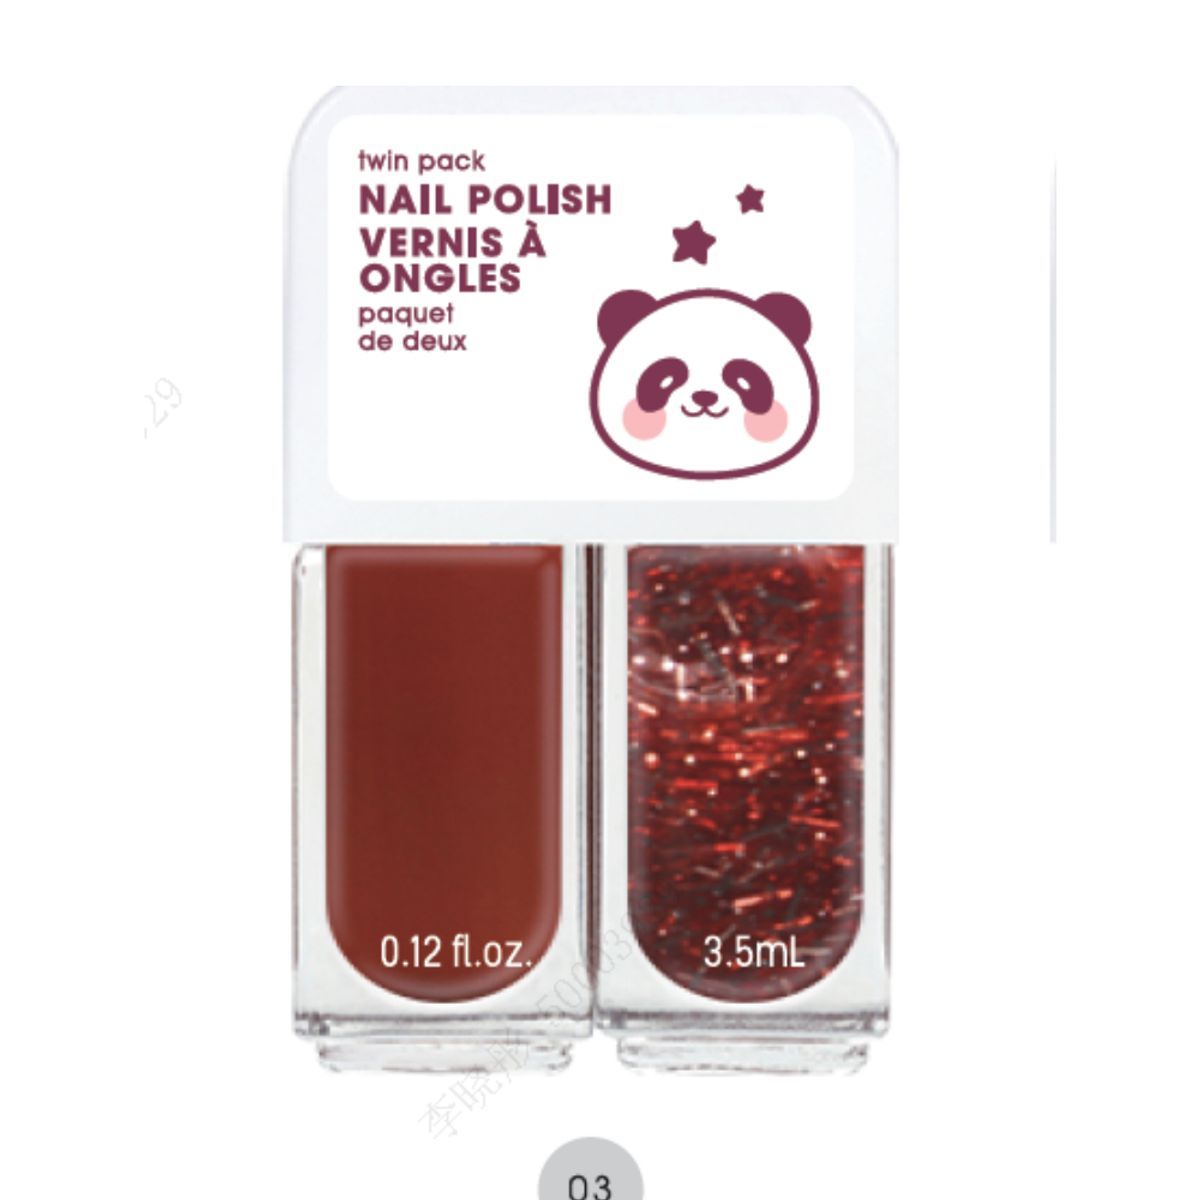 twin pack
NAIL POLISH
VERNIS À
ONGLES
paquet
de deux
0.12 fl.oz.
3.5mL
03